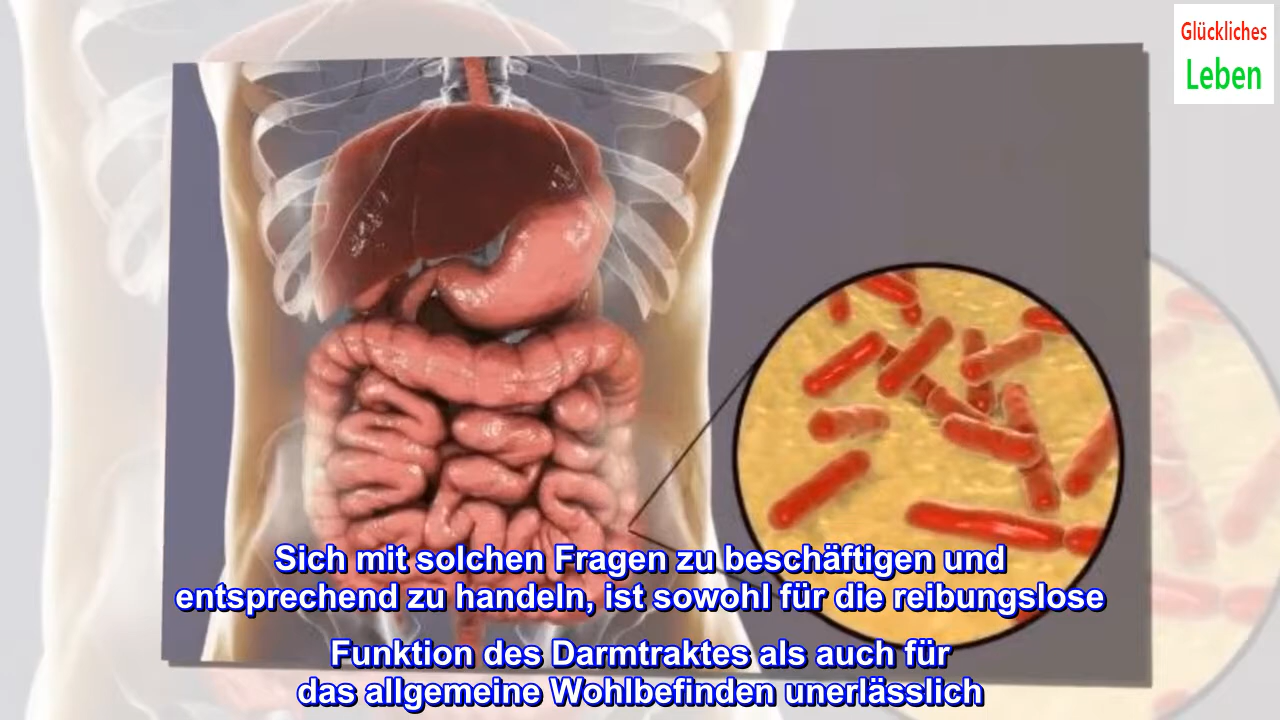 Glückliches
Leben
Sich mit solchen Fragen zu beschäftigen und
entsprechend zu handeln, ist sowohl für die reibungslose
Funktion des Darmtraktes als auch für
das allgemeine Wohlbefinden unerlässlich